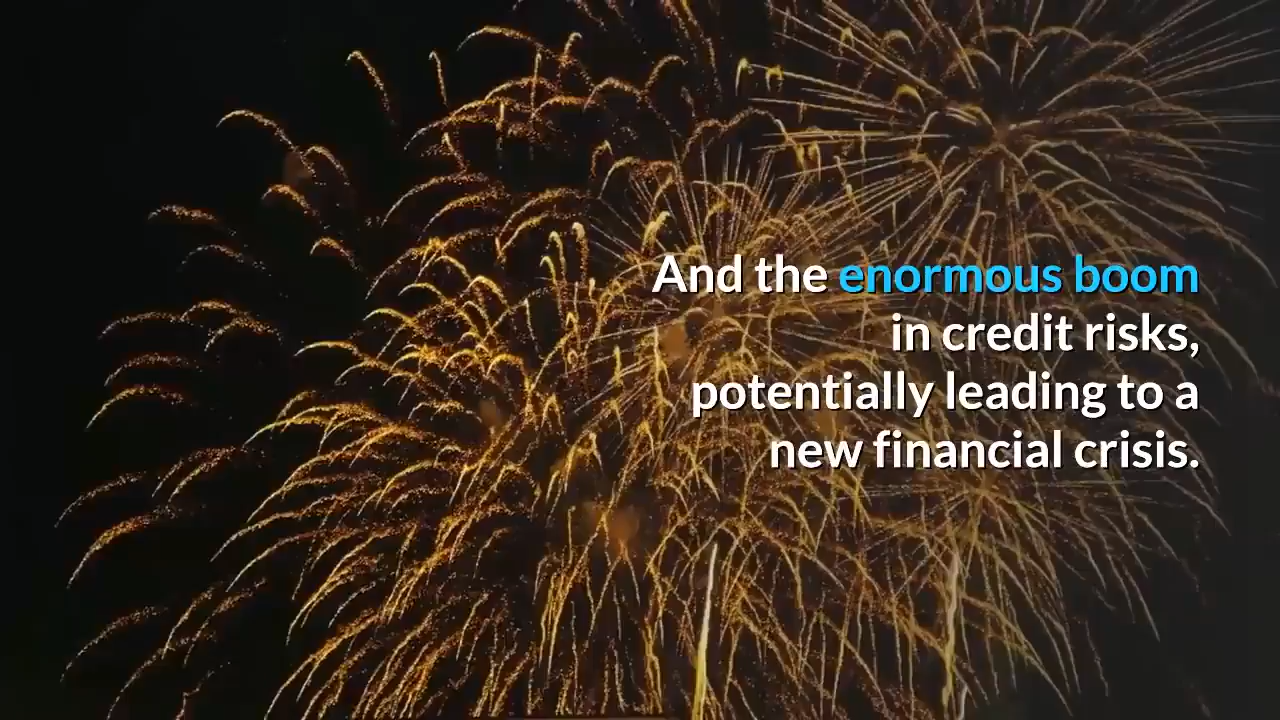 And the enormous boom
in credit risks,
potentially leading to a
new financial crisis.